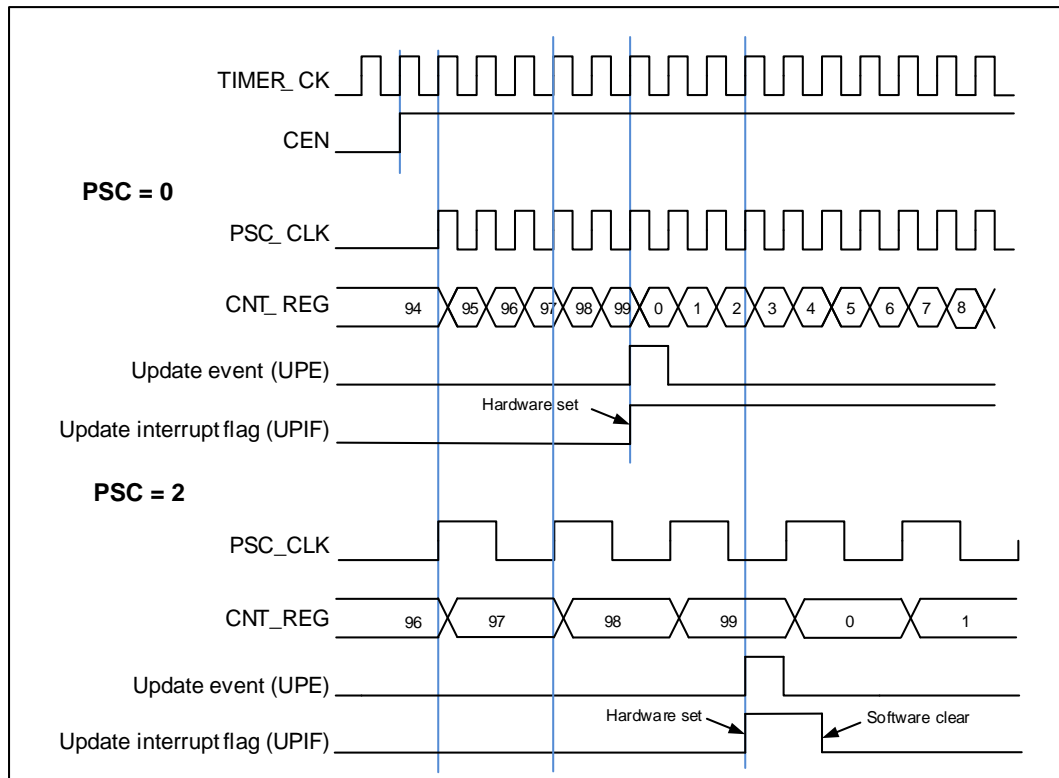 TIMER_CK
CEN
PSC = 0
PSC_CLK
CNT_REG 94 95 96 97 98 99 0 1 2 3 4 5 6 7 8
Update event (UPE)
Hardware set
Update interrupt flag (UPIF)
PSC = 2
PSC_CLK
CNT_REG 96 97 98 99 0 1
Update event (UPE)
Hardware set Software clear
Update interrupt flag (UPIF)